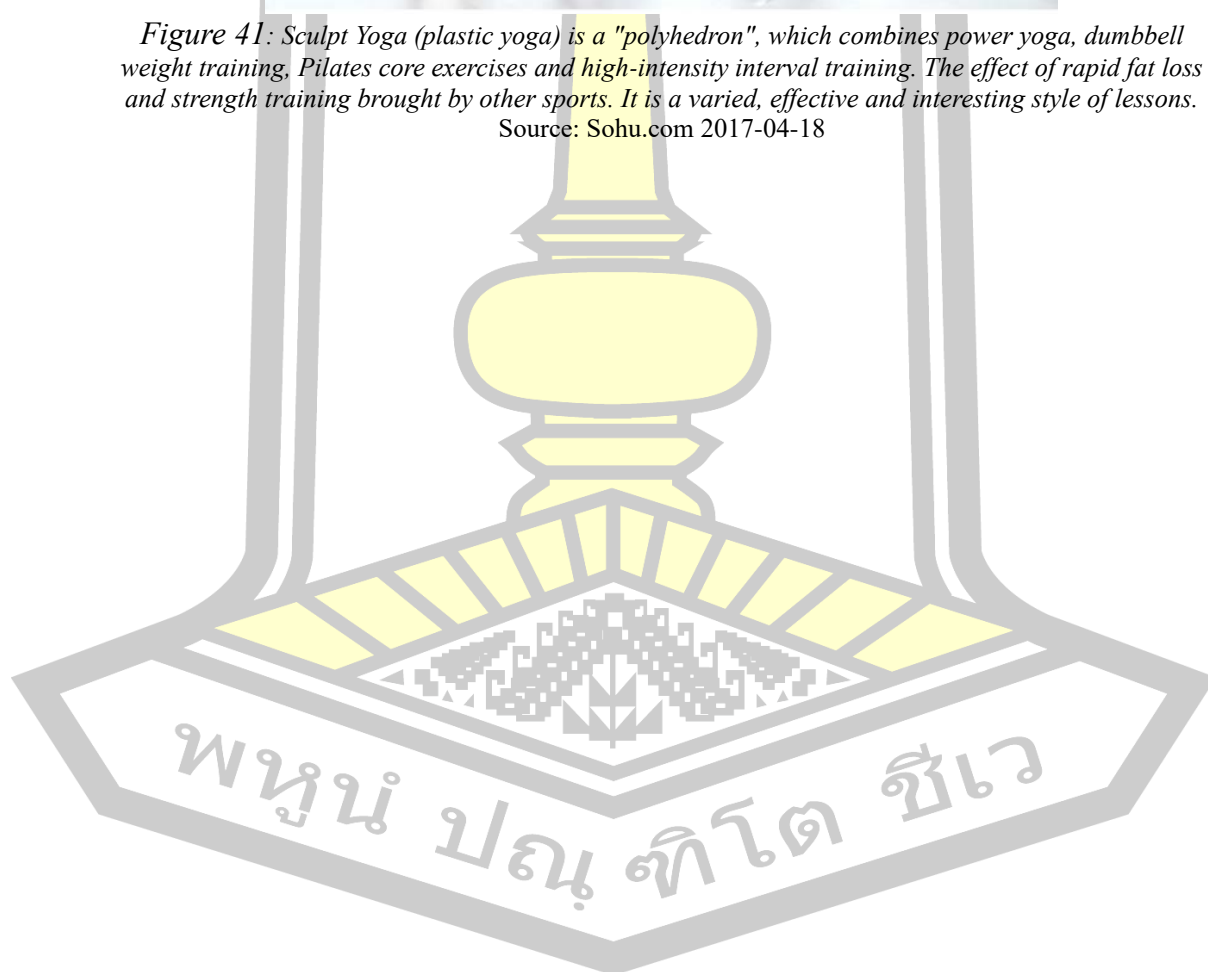 Figure 41: Sculpt Yoga (plastic yoga) is a "polyhedron", which combines power yoga, dumbbell
weight training, Pilates core exercises and high-intensity interval training. The effect of rapid fat loss
and strength training brought by other sports. It is a varied, effective and interesting style of lessons.
Source: Sohu.com 2017-04-18
พหูนํ ปณฺฑิโต ชีเว